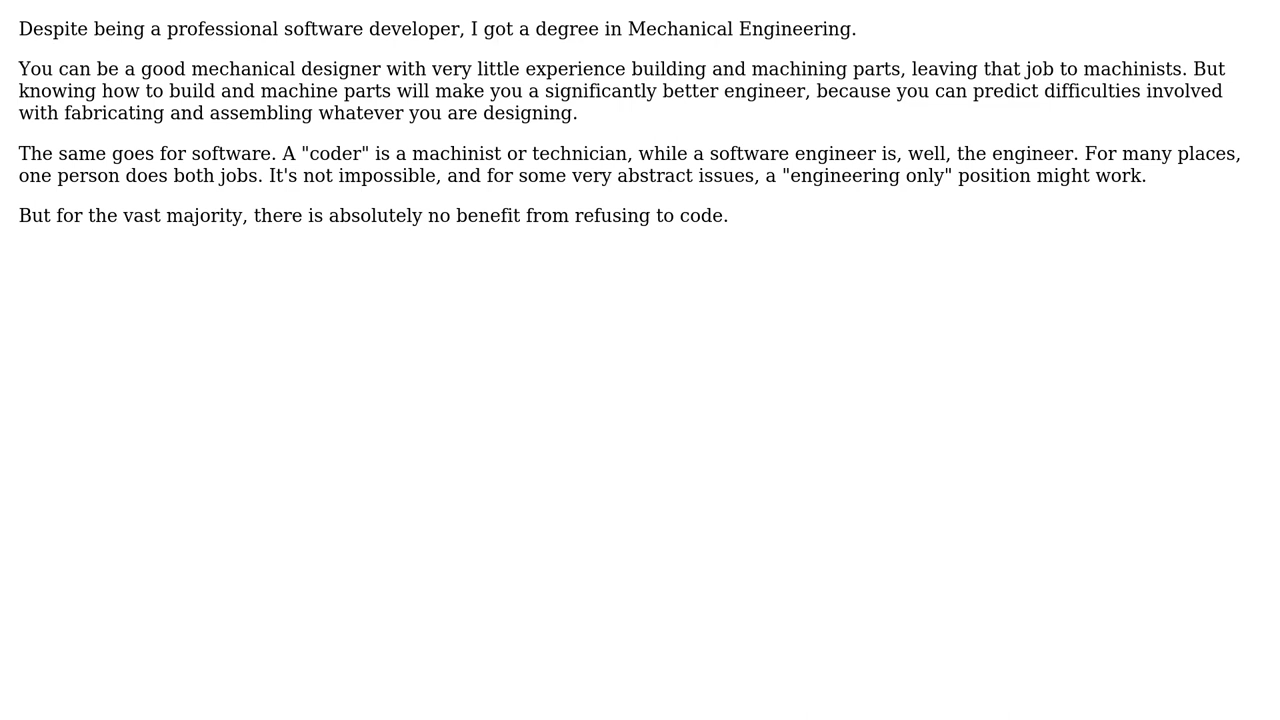 Despite being a professional software developer, I got a degree in Mechanical Engineering.
You can be a good mechanical designer with very little experience building and machining parts, leaving that job to machinists. But
knowing how to build and machine parts will make you a significantly better engineer, because you can predict difficulties involved
with fabricating and assembling whatever you are designing.
The same goes for software. A "coder" is a machinist or technician, while a software engineer is, well, the engineer. For many places,
one person does both jobs. It's not impossible, and for some very abstract issues, a "engineering only" position might work.
But for the vast majority, there is absolutely no benefit from refusing to code.